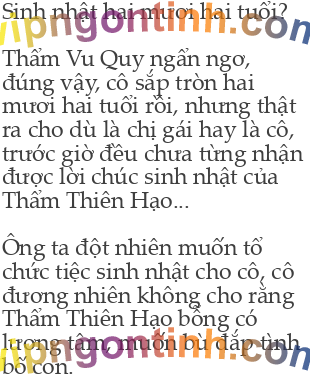 Sinh nhật hai mươi hai tuổi?
vipngontinh.com
Thẩm Vu Quy ngẩn ngơ,
đúng vậy, cô sắp tròn hai
mươi hai tuổi rồi, nhưng thật
ra cho dù là chị gái hay là cô,
trước giờ đều chưa từng nhận
được lời chúc sinh nhật của
Thẩm Thiên Hạo...
Ông ta đột nhiên muốn tổ
chức tiệc sinh nhật cho cô, cô
đương nhiên không cho rằng
Thẩm Thiên Hạo bỗng có
lương tâm, muốn bù đắp tình
vipngontinh.com
bố con.